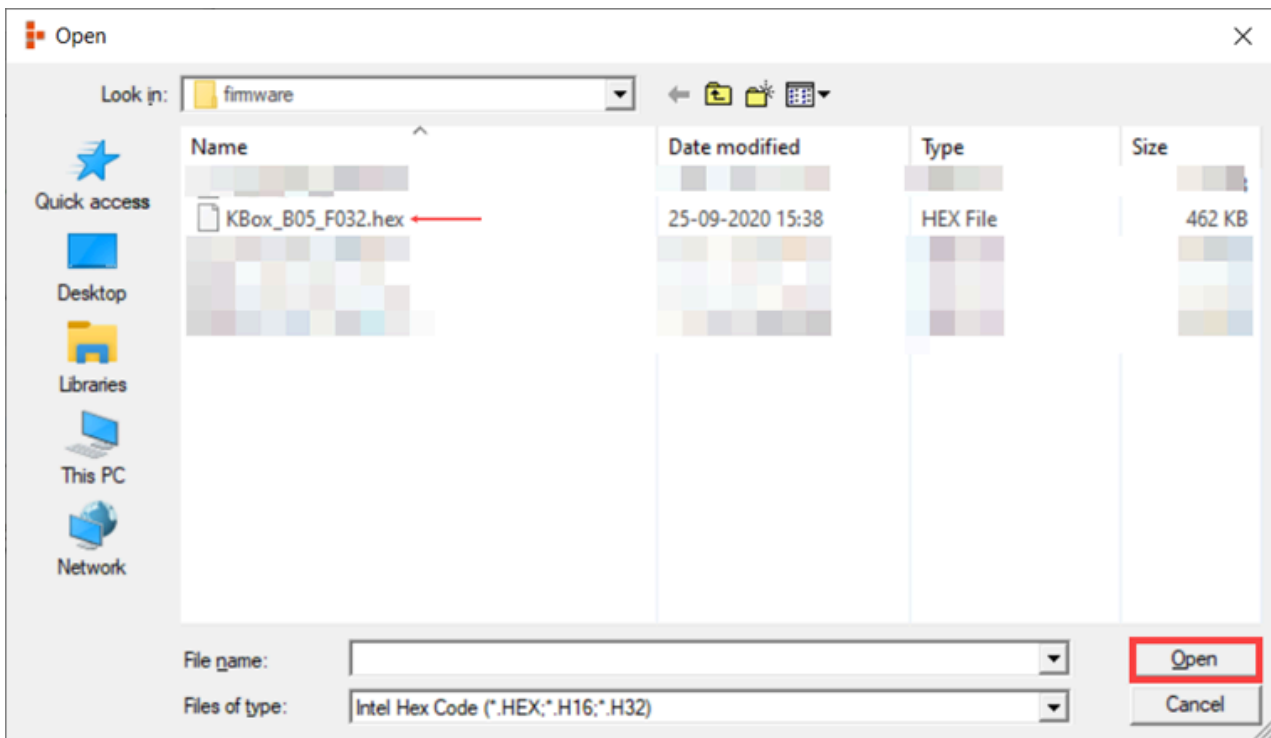 Open
Look in: firmware
Name Date modified Type Size
Quick access
KBox_B05_F032.hex 25-09-2020 15:38 HEX File 462 KB
Desktop
Libraries
This PC
Network
File name: Open
Files of type: Intel Hex Code (*.HEX;*.H16;*.H32) Cancel